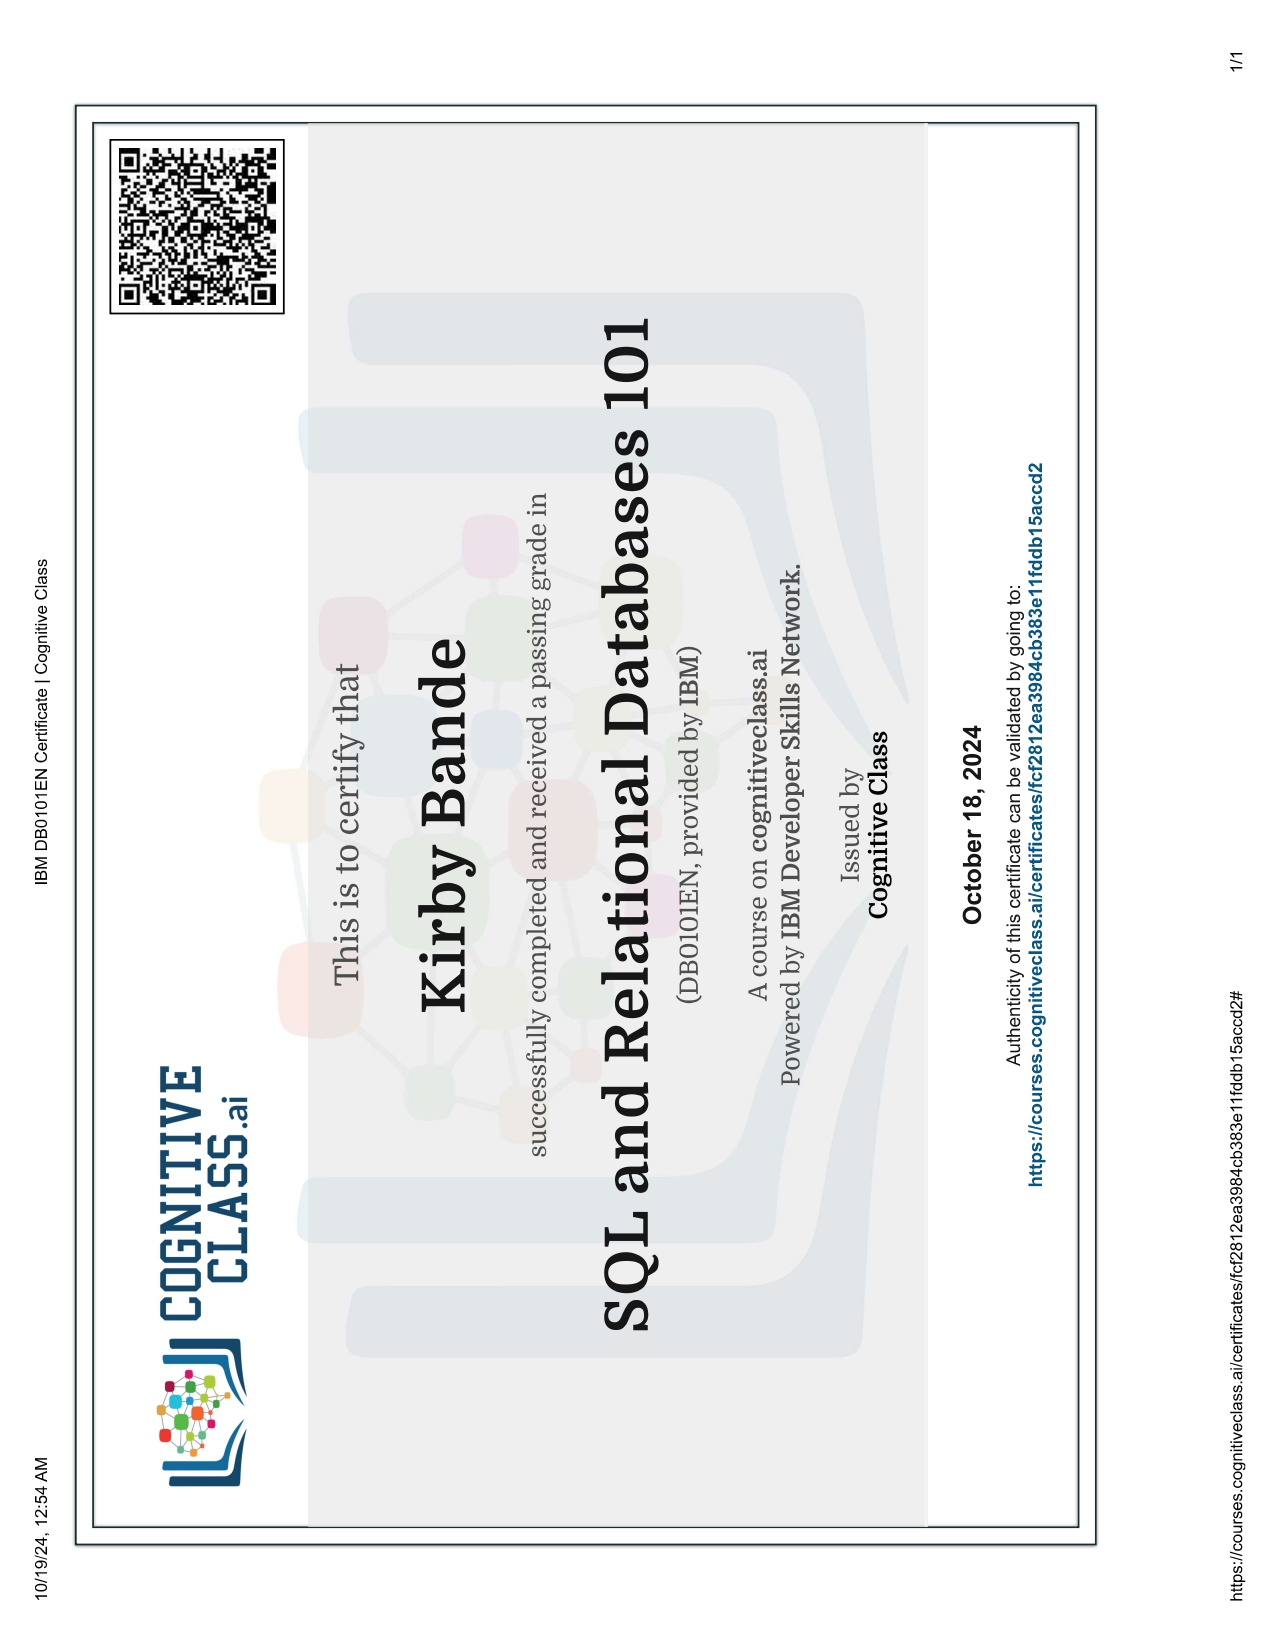 10/19/24, 12:54 AM
IBM DB0101EN Certificate | Cognitive Class
COGNITIVE
CLASS.ai
This is to certify that
Kirby Bande
successfully completed and received a passing grade in
SQL and Relational Databases 101
(DB0101EN, provided by IBM)
A course on cognitiveclass.ai
Powered by IBM Developer Skills Network.
Issued by
Cognitive Class
October 18, 2024
Authenticity of this certificate can be validated by going to:
https://courses.cognitiveclass.ai/certificates/fcf2812ea3984cb383e11fddb15accd2
https://courses.cognitiveclass.ai/certificates/fcf2812ea3984cb383e11fddb15accd2#
1/1